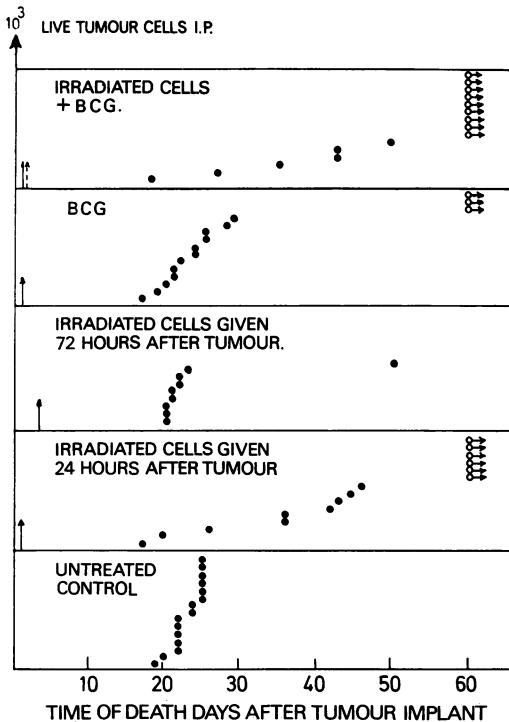 10³ LIVE TUMOUR CELLS I.P.
IRRADIATED CELLS
+ BCG.
BCG
IRRADIATED CELLS GIVEN
72 HOURS AFTER TUMOUR.
IRRADIATED CELLS GIVEN
24 HOURS AFTER TUMOUR
UNTREATED
CONTROL
10 20 30 40 50 60
TIME OF DEATH DAYS AFTER TUMOUR IMPLANT